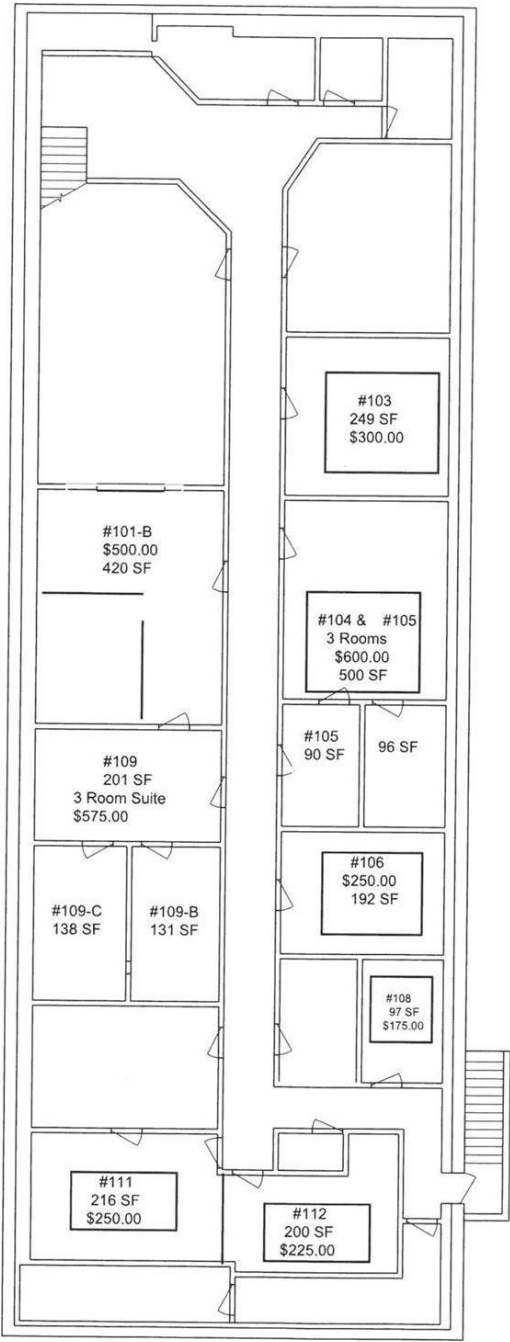 #103
249 SF
$300.00
#101-B
$500.00
420 SF
#104 & #105
3 Rooms
$600.00
500 SF
#105
90 SF
96 SF
#109
201 SF
3 Room Suite
$575.00
#106
$250.00
192 SF
#109-C
138 SF
#109-B
131 SF
#108
97 SF
$175.00
#111
216 SF
$250.00
#112
200 SF
$225.00